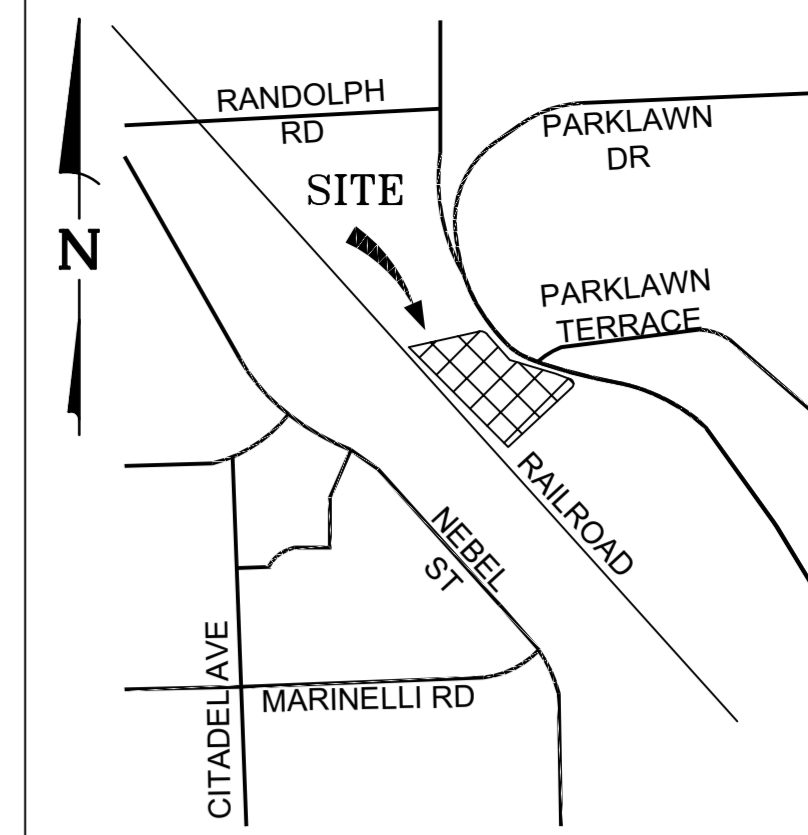 RANDOLPH
RD
PARKLAWN
DR
SITE
N
PARKLAWN
TERRACE
RAILROAD
NEBEL
ST
CITADEL AVE
MARINELLI RD